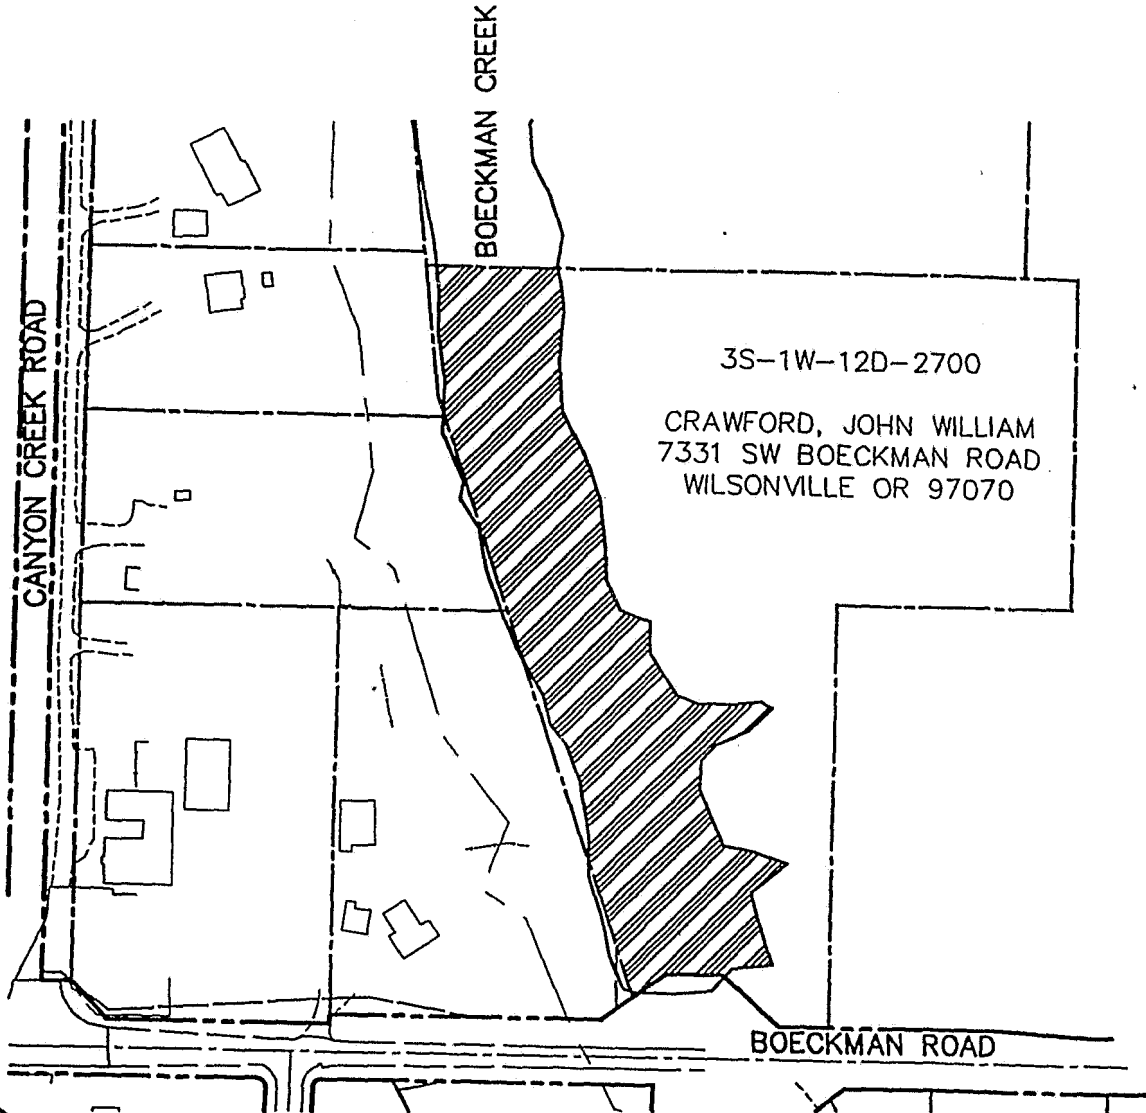 BOECKMAN CREEK
CANYON CREEK ROAD
3S-1W-12D-2700
CRAWFORD, JOHN WILLIAM
7331 SW BOECKMAN ROAD
WILSONVILLE OR 97070
BOECKMAN ROAD